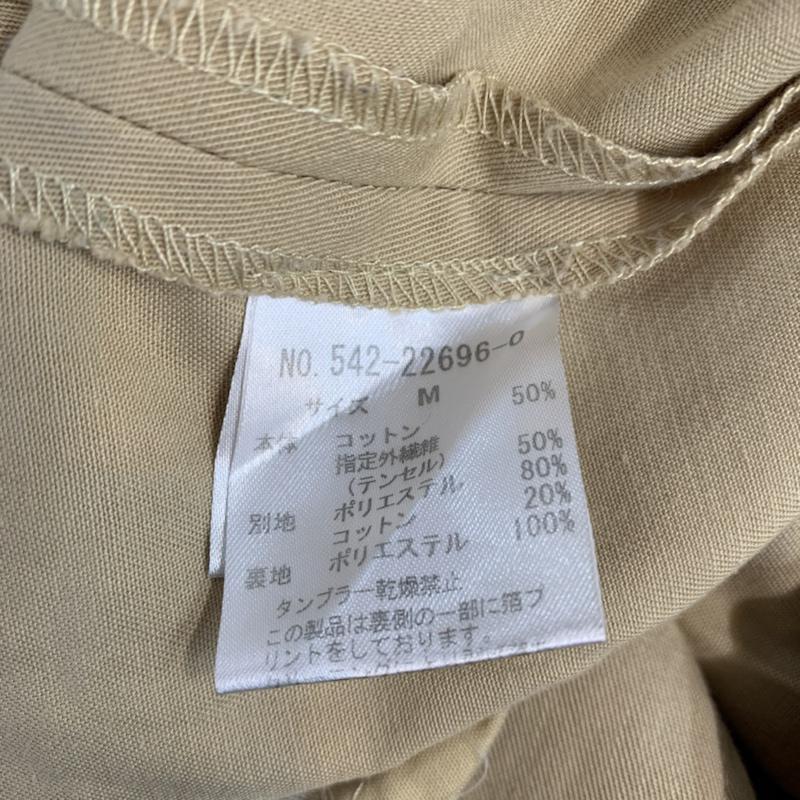 NO. 542-22696-0
サイズ M
本体 コットン 50%
指定外繊維 50%
(テンセル)
別地 ポリエステル 80%
コットン 20%
裏地 ポリエステル 100%
タンブラー乾燥禁止
この製品は裏側の一部に箔プ
リントをしております。